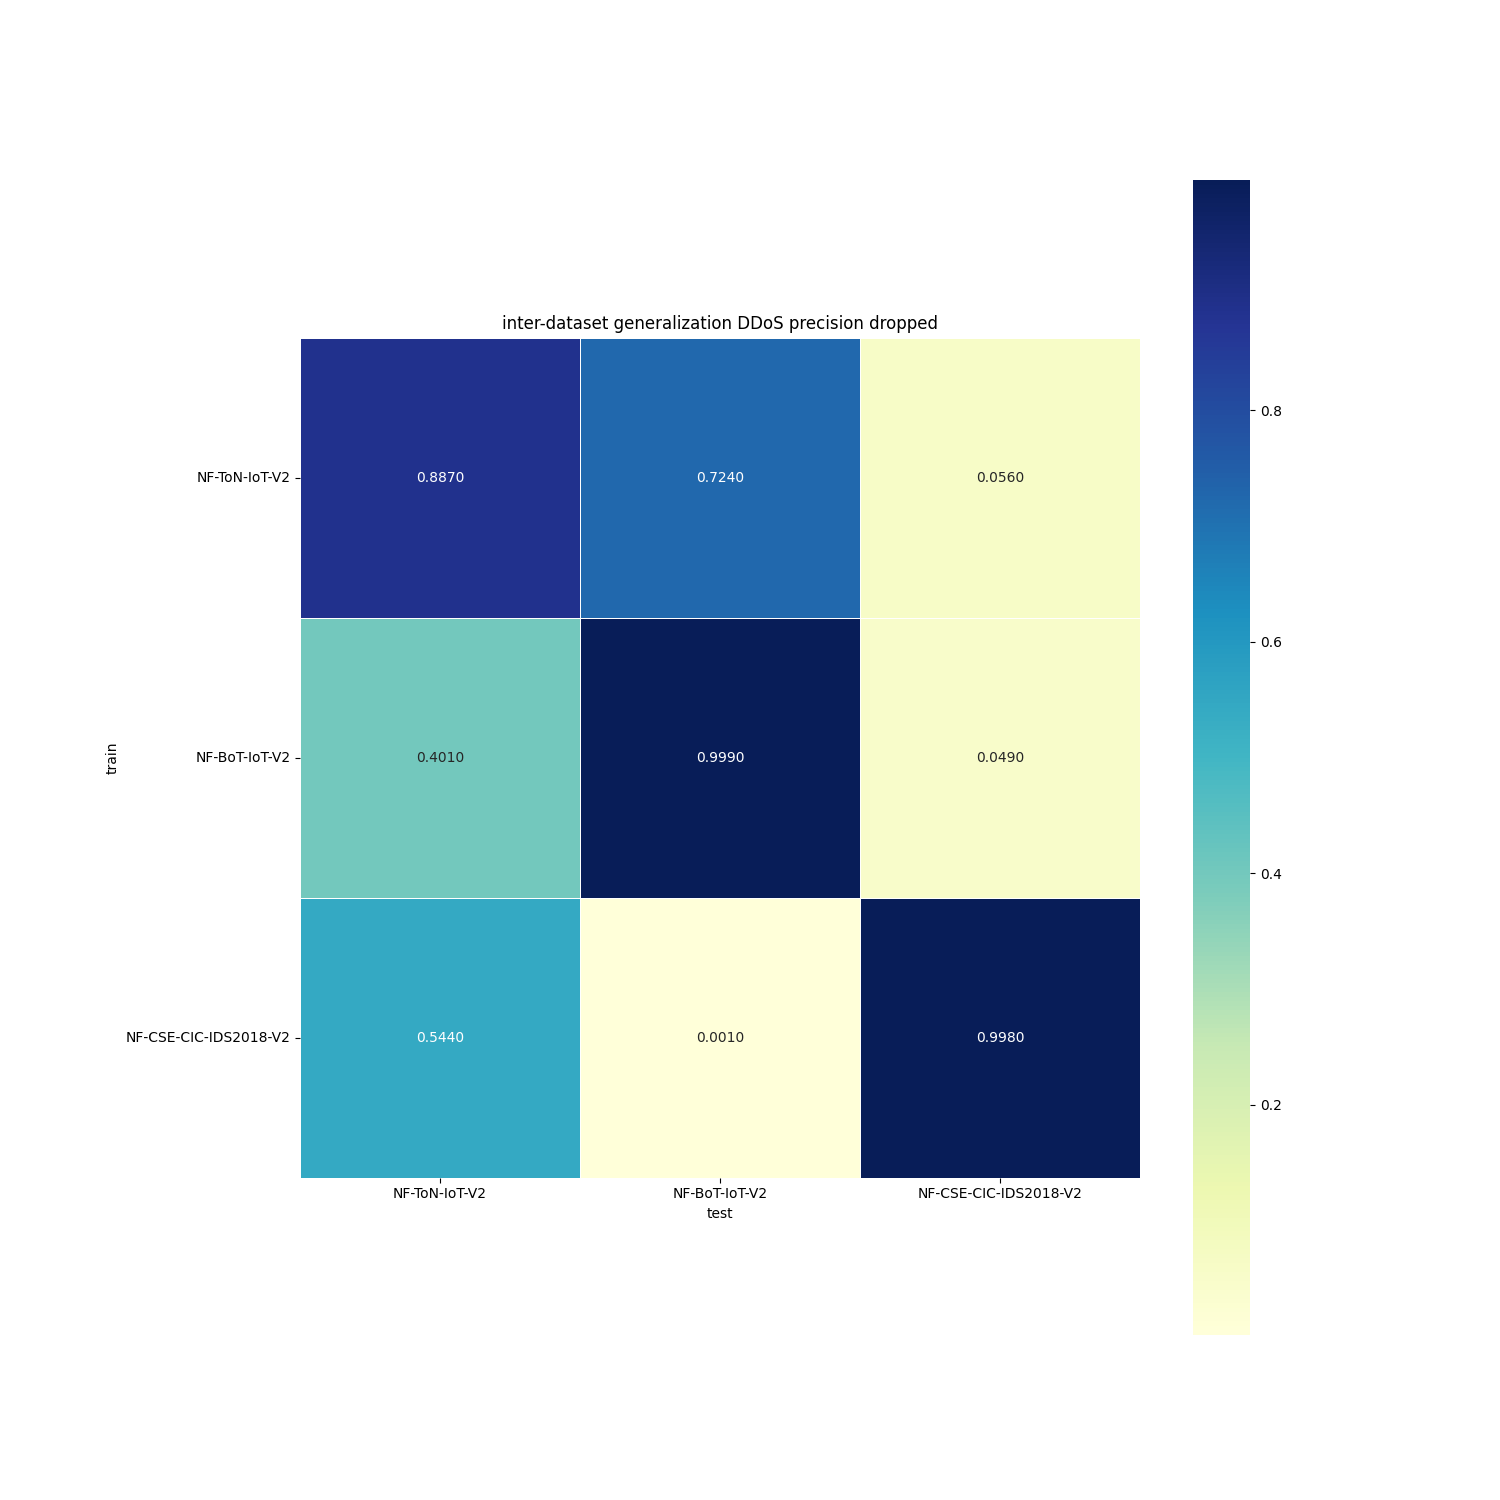 inter-dataset generalization DDoS precision dropped
NF-ToN-IoT-V2
0.8870
0.7240
0.0560
train
NF-BoT-IoT-V2
0.4010
0.9990
0.0490
NF-CSE-CIC-IDS2018-V2
0.5440
0.0010
0.9980
NF-ToN-IoT-V2
NF-BoT-IoT-V2
NF-CSE-CIC-IDS2018-V2
test
0.8
0.6
0.4
0.2